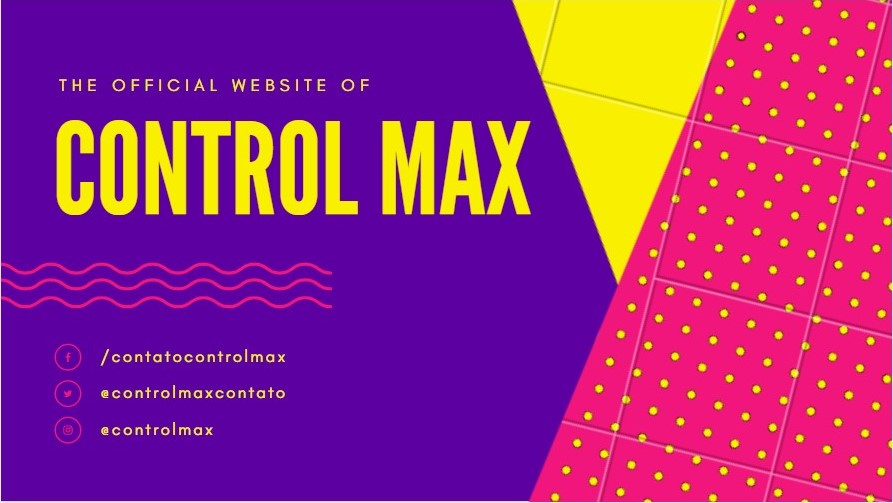 THE OFFICIAL WEBSITE OF
CONTROL MAX
/contatocontrolmax
@controlmaxcontato
@controlmax